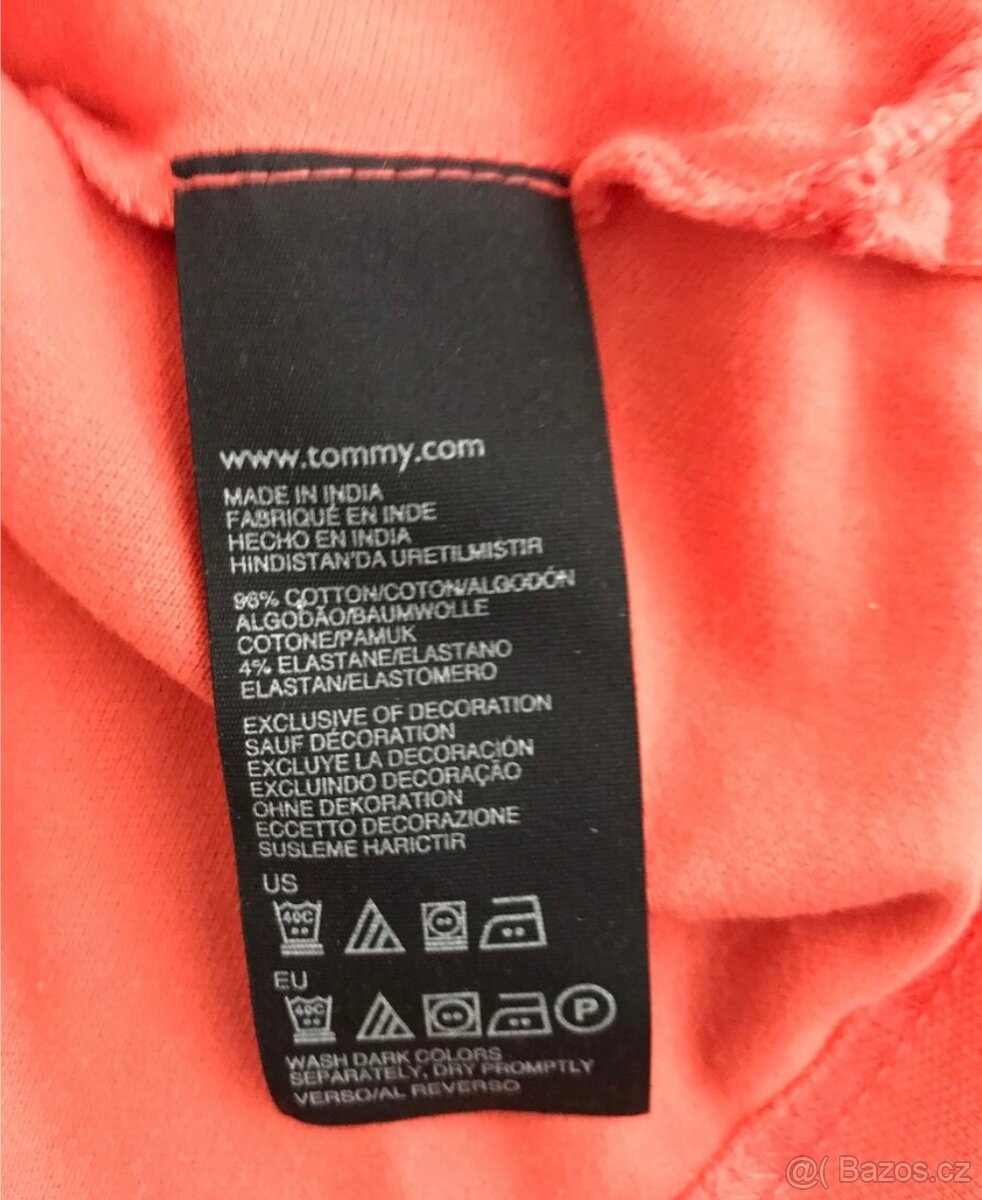 www.tommy.com
MADE IN INDIA
FABRIQUÉ EN INDE
HECHO EN INDIA
HINDISTAN'DA URETILMISTIR
96% COTTON/COTON/ALGODÓN
ALGODÃO/BAUMWOLLE
COTONE/PAMUK
4% ELASTANE/ELASTANO
ELASTAN/ELASTOMERO
EXCLUSIVE OF DECORATION
SAUF DÉCORATION
EXCLUYE LA DECORACIÓN
EXCLUINDO DECORAÇÃO
OHNE DEKORATION
ECCETTO DECORAZIONE
SUSLEME HARICTIR
US
40C
EU
40C P
WASH DARK COLORS
SEPARATELY, DRY PROMPTLY
VERSO/AL REVERSO
@( Bazos.cz